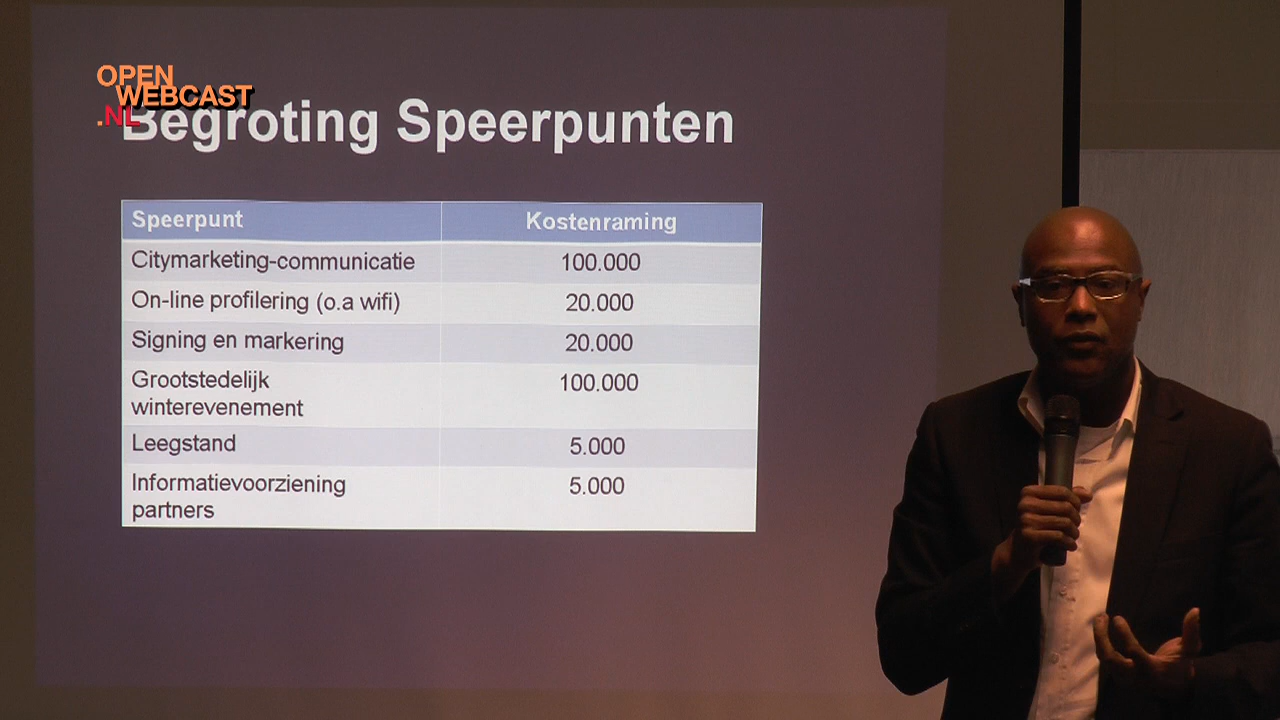 OPEN
WEBCAST
.NL
Begroting Speerpunten
Speerpunt Kostenraming
Citymarketing-communicatie 100.000
On-line profilering (o.a wifi) 20.000
Signing en markering 20.000
Grootstedelijk 100.000
winterevenement
Leegstand 5.000
Informatievoorziening 5.000
partners